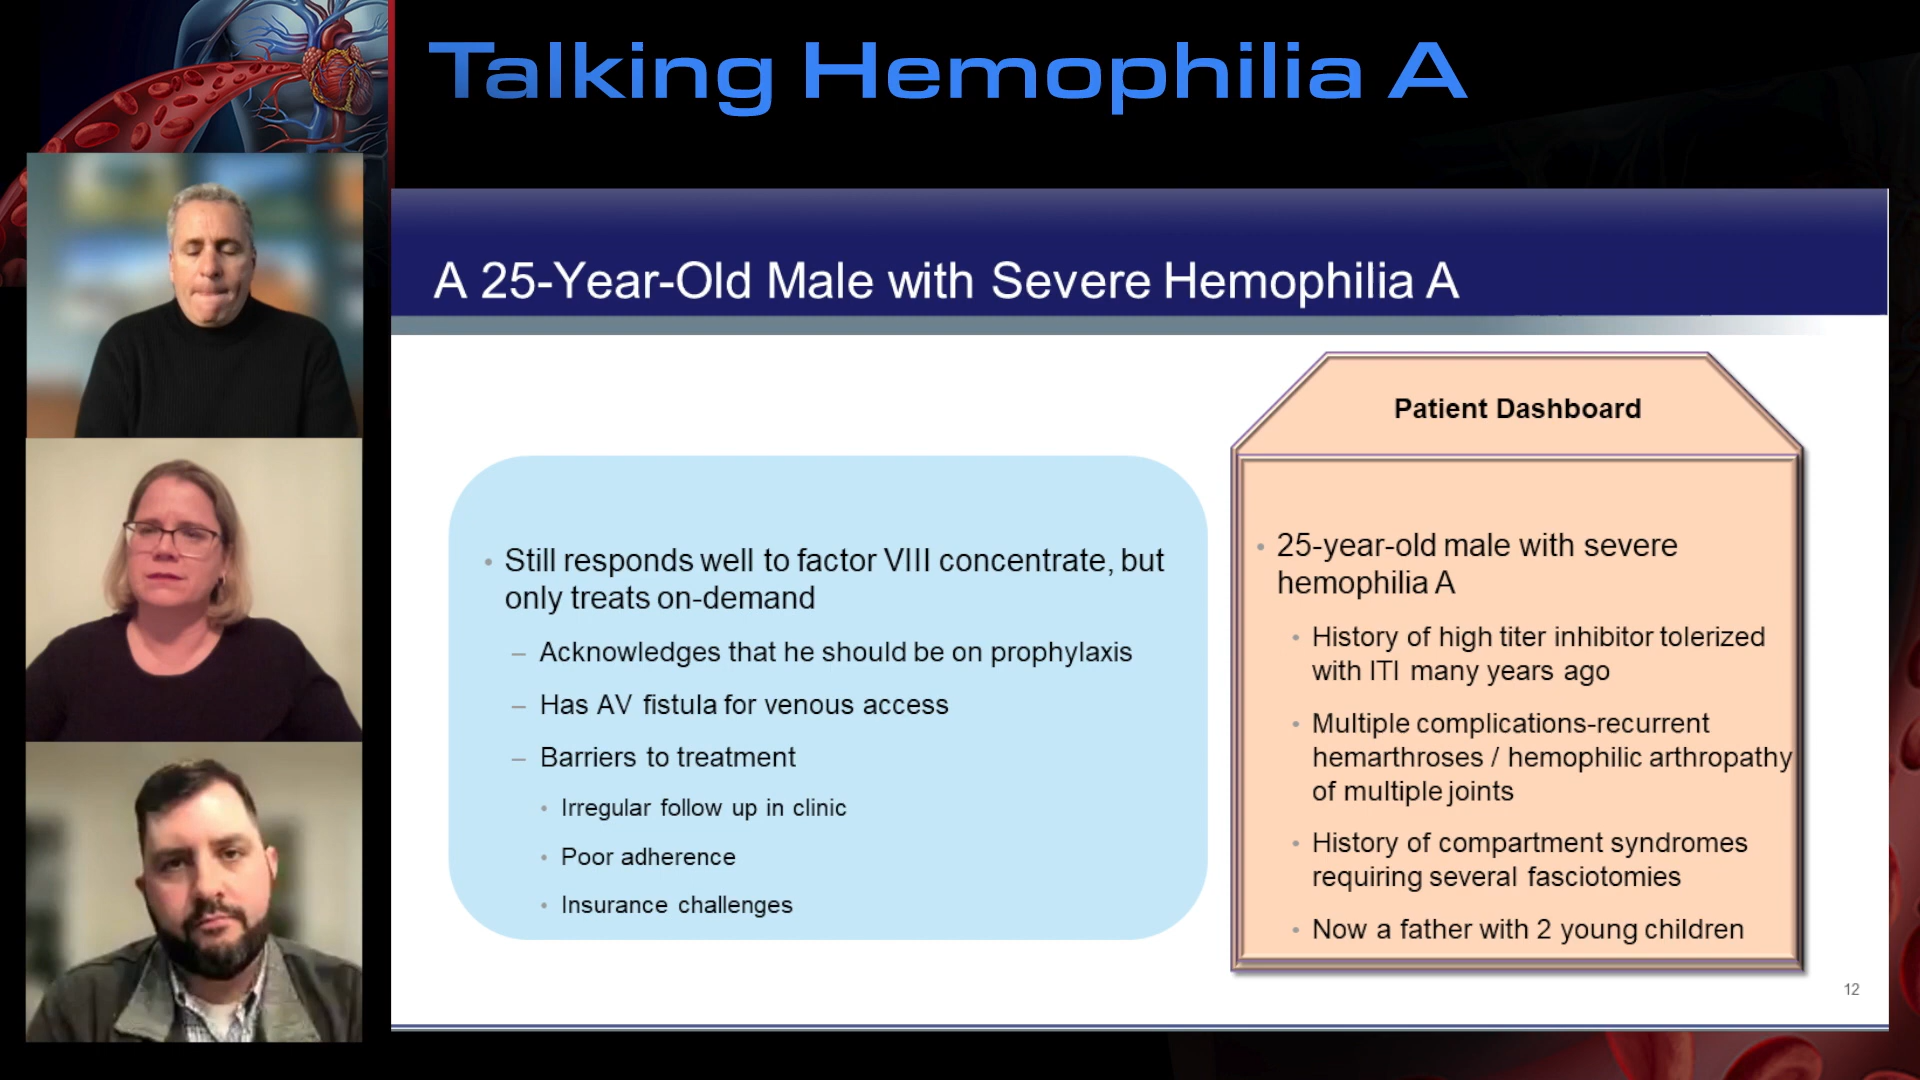 Talking Hemophilia A
A 25-Year-Old Male with Severe Hemophilia A
• Still responds well to factor VIII concentrate, but
only treats on-demand
– Acknowledges that he should be on prophylaxis
– Has AV fistula for venous access
– Barriers to treatment
• Irregular follow up in clinic
• Poor adherence
• Insurance challenges
Patient Dashboard
• 25-year-old male with severe
hemophilia A
• History of high titer inhibitor tolerized
with ITI many years ago
• Multiple complications-recurrent
hemarthroses / hemophilic arthropathy
of multiple joints
• History of compartment syndromes
requiring several fasciotomies
• Now a father with 2 young children
12